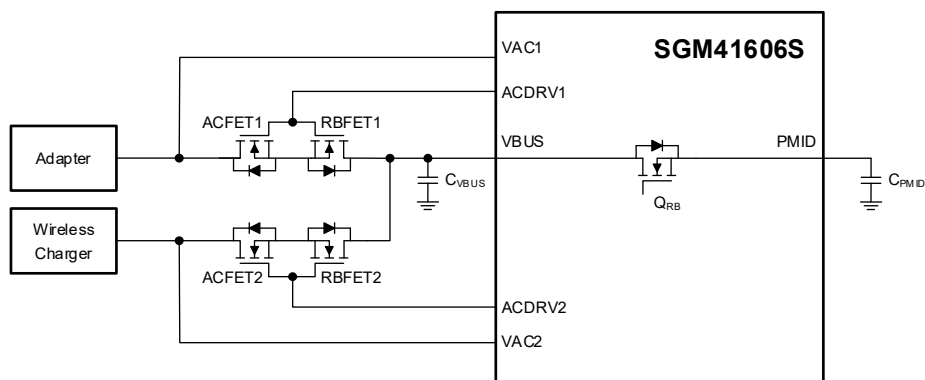 VAC1
SGM41606S
ACDRV1
ACFET1
RBFET1
Adapter
VBUS
PMID
CVBUS
QRB
CPMID
Wireless
Charger
ACFET2
RBFET2
ACDRV2
VAC2